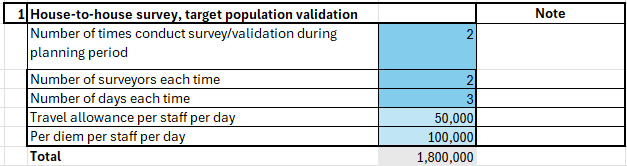 1 House-to-house survey, target population validation Note
Number of times conduct survey/validation during 2
planning period
Number of surveyors each time 2
Number of days each time 3
Travel allowance per staff per day 50,000
Per diem per staff per day 100,000
Total 1,800,000